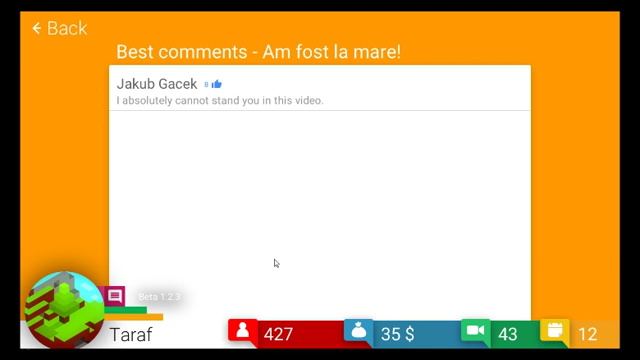 Back
Best comments - Am fost la mare!
Jakub Gacek 8
I absolutely cannot stand you in this video.
Beta 1.2.3
Taraf 427 35 $ 43 12